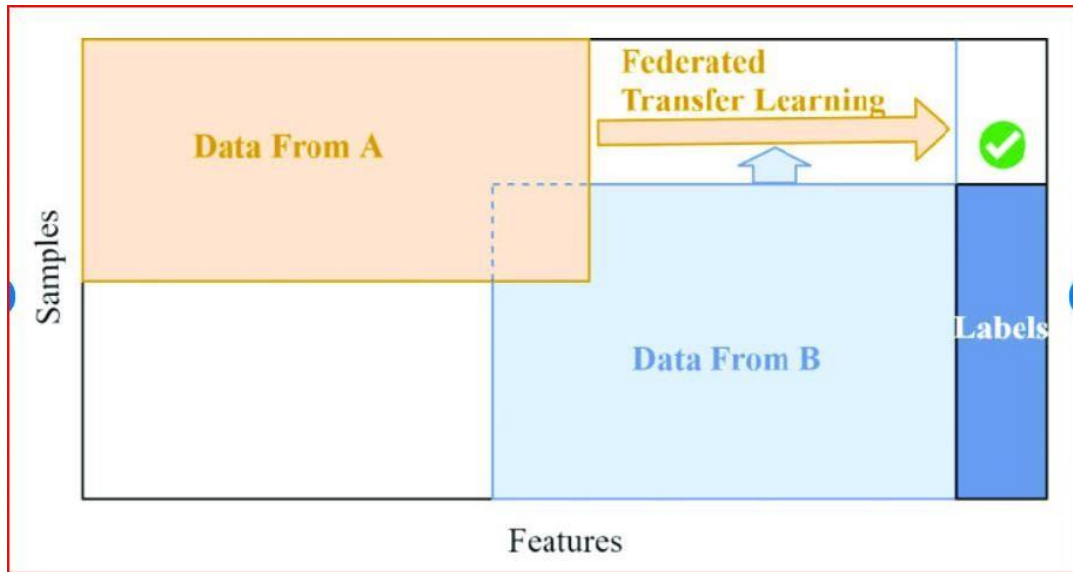 Federated
Transfer Learning
Data From A
Samples
Labels
Data From B
Features